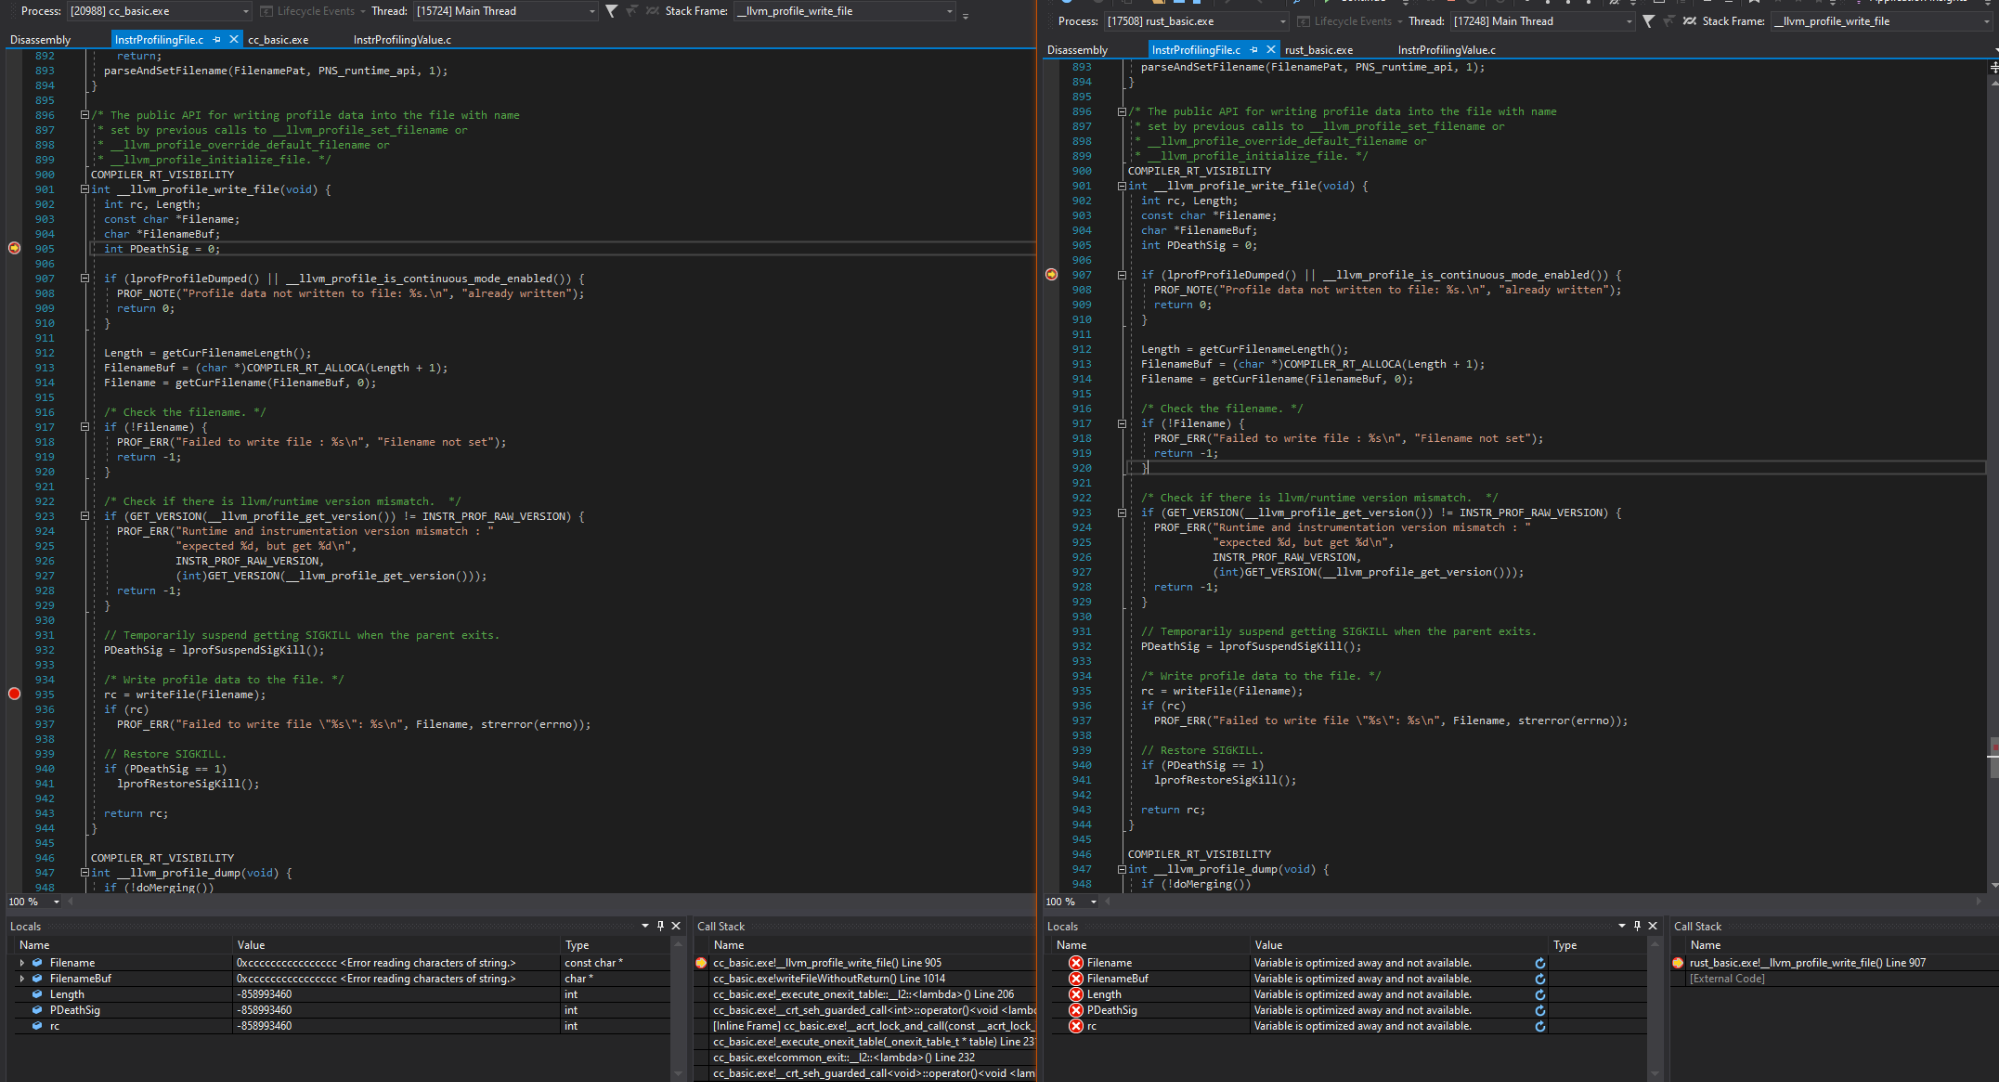 Process: [20988] cc_basic.exe Lifecycle Events Thread: [15724] Main Thread Stack Frame: __llvm_profile_write_file
Disassembly InstrProfilingFile.c cc_basic.exe InstrProfilingValue.c
892 return;
893 parseAndSetFilename(FilenamePat, PNS_runtime_api, 1);
894 }
895
896 /* The public API for writing profile data into the file with name
897 * set by previous calls to __llvm_profile_set_filename or
898 * __llvm_profile_override_default_filename or
899 * __llvm_profile_initialize_file. */
900 COMPILER_RT_VISIBILITY
901 int __llvm_profile_write_file(void) {
902 int rc, Length;
903 const char *Filename;
904 char *FilenameBuf;
905 int PDeathSig = 0;
906
907 if (lprofProfileDumped() || __llvm_profile_is_continuous_mode_enabled()) {
908 PROF_NOTE("Profile data not written to file: %s.\n", "already written");
909 return 0;
910 }
911
912 Length = getCurFilenameLength();
913 FilenameBuf = (char *)COMPILER_RT_ALLOCA(Length + 1);
914 Filename = getCurFilename(FilenameBuf, 0);
915
916 /* Check the filename. */
917 if (!Filename) {
918 PROF_ERR("Failed to write file : %s\n", "Filename not set");
919 return -1;
920 }
921
922 /* Check if there is llvm/runtime version mismatch.  */
923 if (GET_VERSION(__llvm_profile_get_version()) != INSTR_PROF_RAW_VERSION) {
924 PROF_ERR("Runtime and instrumentation version mismatch : "
925 "expected %d, but get %d\n",
926 INSTR_PROF_RAW_VERSION,
927 (int)GET_VERSION(__llvm_profile_get_version()));
928 return -1;
929 }
930
931 // Temporarily suspend getting SIGKILL when the parent exits.
932 PDeathSig = lprofSuspendSigKill();
933
934 /* Write profile data to the file. */
935 rc = writeFile(Filename);
936 if (rc)
937 PROF_ERR("Failed to write file \"%s\": %s\n", Filename, strerror(errno));
938
939 // Restore SIGKILL.
940 if (PDeathSig == 1)
941 lprofRestoreSigKill();
942
943 return rc;
944 }
945
946 COMPILER_RT_VISIBILITY
947 int __llvm_profile_dump(void) {
948 if (!doMerging())
100 %
Locals
Name Value Type
Filename 0xcccccccccccccccc <Error reading characters of string.> const char *
FilenameBuf 0xcccccccccccccccc <Error reading characters of string.> char *
Length -858993460 int
PDeathSig -858993460 int
rc -858993460 int
Call Stack
Name
cc_basic.exe!__llvm_profile_write_file() Line 905
cc_basic.exe!writeFileWithoutReturn() Line 1014
cc_basic.exe!_execute_onexit_table::__l2::<lambda>() Line 206
cc_basic.exe!__crt_seh_guarded_call<int>::operator()<void <lambd
[Inline Frame] cc_basic.exe!__acrt_lock_and_call(const __acrt_lock_
cc_basic.exe!_execute_onexit_table(_onexit_table_t * table) Line 23
cc_basic.exe!common_exit::__l2::<lambda>() Line 232
cc_basic.exe!__crt_seh_guarded_call<void>::operator()<void <lam
Process: [17508] rust_basic.exe Lifecycle Events Thread: [17248] Main Thread Stack Frame: __llvm_profile_write_file
Disassembly InstrProfilingFile.c rust_basic.exe InstrProfilingValue.c
893 parseAndSetFilename(FilenamePat, PNS_runtime_api, 1);
894 }
895
896 /* The public API for writing profile data into the file with name
897 * set by previous calls to __llvm_profile_set_filename or
898 * __llvm_profile_override_default_filename or
899 * __llvm_profile_initialize_file. */
900 COMPILER_RT_VISIBILITY
901 int __llvm_profile_write_file(void) {
902 int rc, Length;
903 const char *Filename;
904 char *FilenameBuf;
905 int PDeathSig = 0;
906
907 if (lprofProfileDumped() || __llvm_profile_is_continuous_mode_enabled()) {
908 PROF_NOTE("Profile data not written to file: %s.\n", "already written");
909 return 0;
910 }
911
912 Length = getCurFilenameLength();
913 FilenameBuf = (char *)COMPILER_RT_ALLOCA(Length + 1);
914 Filename = getCurFilename(FilenameBuf, 0);
915
916 /* Check the filename. */
917 if (!Filename) {
918 PROF_ERR("Failed to write file : %s\n", "Filename not set");
919 return -1;
920 }
921
922 /* Check if there is llvm/runtime version mismatch.  */
923 if (GET_VERSION(__llvm_profile_get_version()) != INSTR_PROF_RAW_VERSION) {
924 PROF_ERR("Runtime and instrumentation version mismatch : "
925 "expected %d, but get %d\n",
926 INSTR_PROF_RAW_VERSION,
927 (int)GET_VERSION(__llvm_profile_get_version()));
928 return -1;
929 }
930
931 // Temporarily suspend getting SIGKILL when the parent exits.
932 PDeathSig = lprofSuspendSigKill();
933
934 /* Write profile data to the file. */
935 rc = writeFile(Filename);
936 if (rc)
937 PROF_ERR("Failed to write file \"%s\": %s\n", Filename, strerror(errno));
938
939 // Restore SIGKILL.
940 if (PDeathSig == 1)
941 lprofRestoreSigKill();
942
943 return rc;
944 }
945
946 COMPILER_RT_VISIBILITY
947 int __llvm_profile_dump(void) {
948 if (!doMerging())
100 %
Locals
Name Value Type
Filename Variable is optimized away and not available.
FilenameBuf Variable is optimized away and not available.
Length Variable is optimized away and not available.
PDeathSig Variable is optimized away and not available.
rc Variable is optimized away and not available.
Call Stack
Name
rust_basic.exe!__llvm_profile_write_file() Line 907
[External Code]